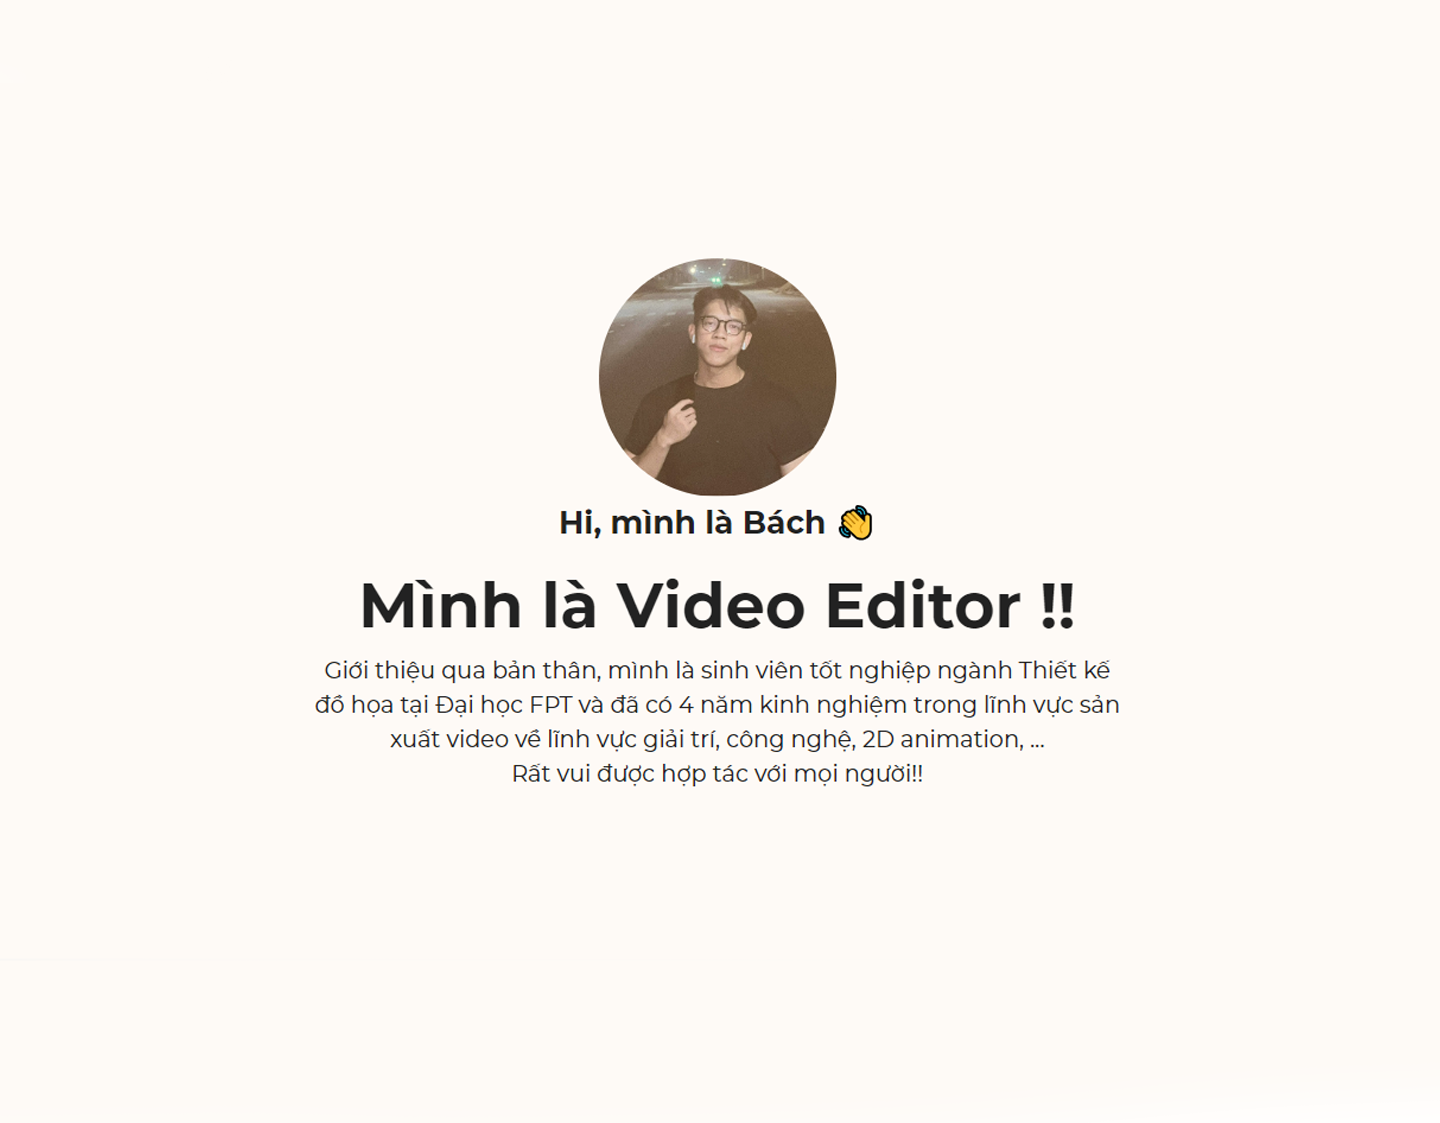 Hi, mình là Bách 👋
Mình là Video Editor !!
Giới thiệu qua bản thân, mình là sinh viên tốt nghiệp ngành Thiết kế
đồ họa tại Đại học FPT và đã có 4 năm kinh nghiệm trong lĩnh vực sản
xuất video về lĩnh vực giải trí, công nghệ, 2D animation, ...
Rất vui được hợp tác với mọi người!!